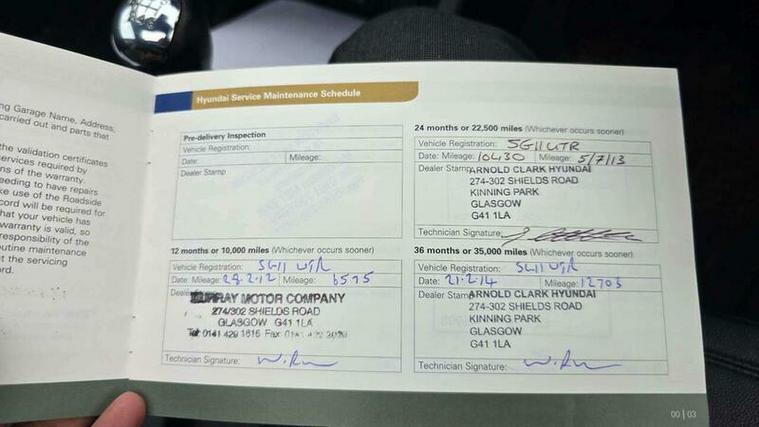 ng Garage Name, Address,
carried out and parts that
the validation certificates
ervices required by
ns of the warranty.
eeding to have repairs
ke use of the Roadside
cord will be required for
hat your vehicle has
warranty is valid, so
responsibility of the
utine maintenance
t the servicing
rd.
Hyundai Service Maintenance Schedule
Pre-delivery Inspection
Vehicle Registration:
Date: Mileage:
Dealer Stamp
12 months or 10,000 miles (Whichever occurs sooner)
Vehicle Registration: SG11 UTR
Date: 28.2.12 Mileage: 6595
MURRAY MOTOR COMPANY
274/302 SHIELDS ROAD
GLASGOW G41 1LA
Tel: 0141 429 1615 Fax:
Technician Signature:
24 months or 22,500 miles (Whichever occurs sooner)
Vehicle Registration: SG11UTR
Date: Mileage: 10430 Mileage: 5/7/13
Dealer Stamp ARNOLD CLARK HYUNDAI
274-302 SHIELDS ROAD
KINNING PARK
GLASGOW
G41 1LA
Technician Signature:
36 months or 35,000 miles (Whichever occurs sooner)
Vehicle Registration: SG11 UTR
Date: 21.2.14 Mileage: 12703
Dealer Stamp ARNOLD CLARK HYUNDAI
274-302 SHIELDS ROAD
KINNING PARK
GLASGOW
G41 1LA
Technician Signature:
00 | 03